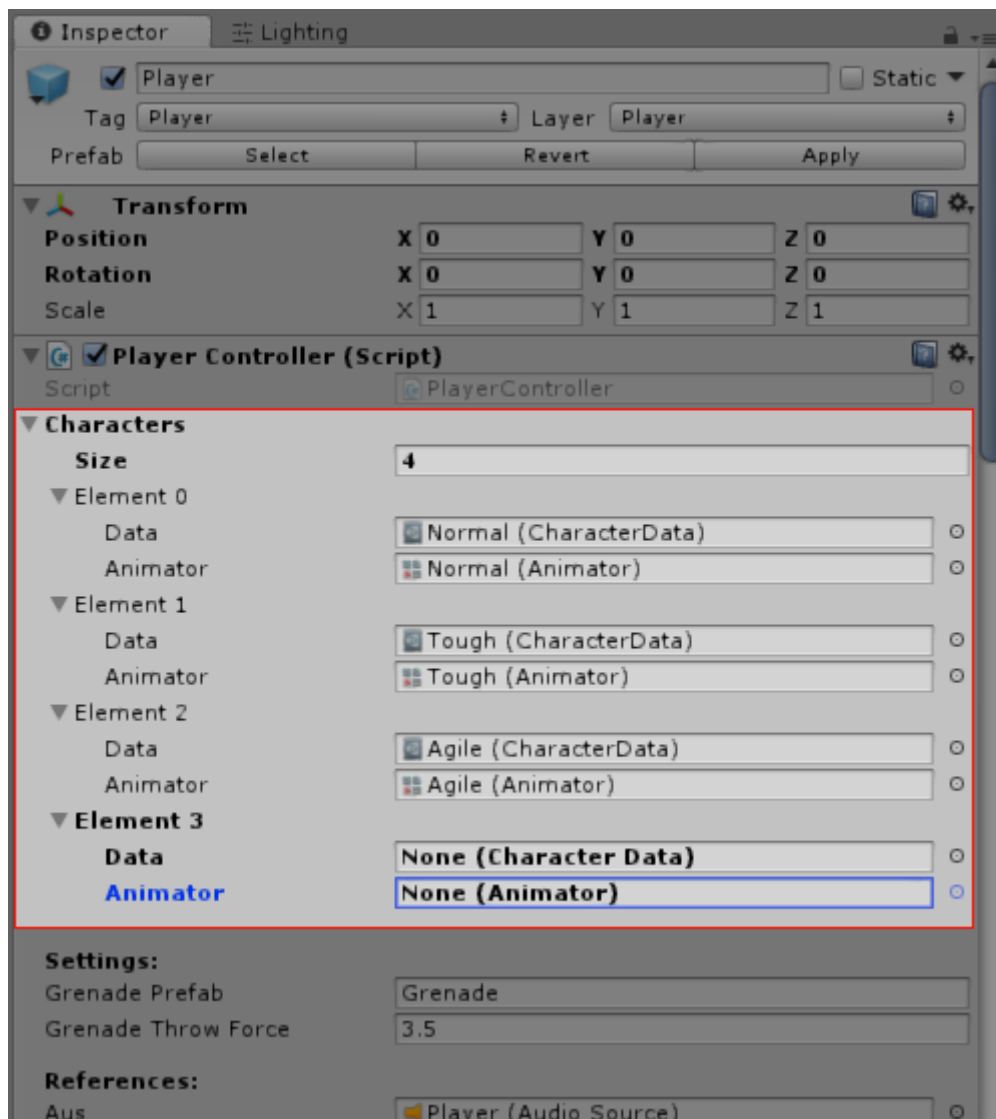 Inspector Lighting
Player Static
Tag Player Layer Player
Prefab Select Revert Apply
Transform
Position X 0 Y 0 Z 0
Rotation X 0 Y 0 Z 0
Scale X 1 Y 1 Z 1
Player Controller (Script)
Script PlayerController
Characters
Size 4
Element 0
Data Normal (CharacterData)
Animator Normal (Animator)
Element 1
Data Tough (CharacterData)
Animator Tough (Animator)
Element 2
Data Agile (CharacterData)
Animator Agile (Animator)
Element 3
Data None (Character Data)
Animator None (Animator)
Settings:
Grenade Prefab Grenade
Grenade Throw Force 3.5
References:
Aus Player (Audio Source)